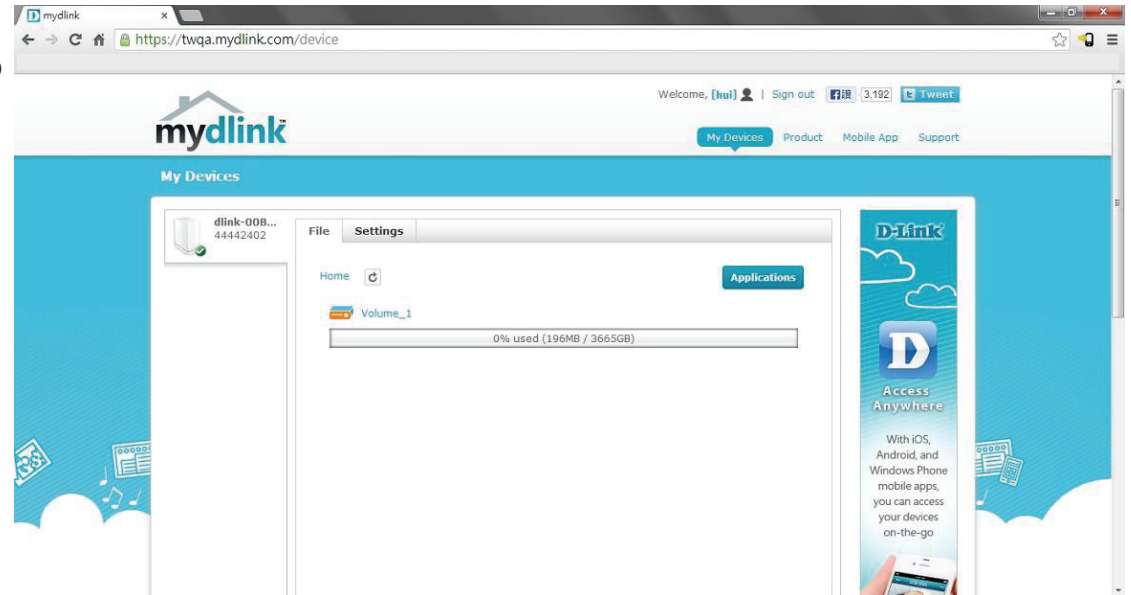 mydlink
https://twqa.mydlink.com/device
Welcome, [hui] | Sign out 讚 3,192 Tweet
mydlink
My Devices Product Mobile App Support
My Devices
dlink-00B...
44442402
File Settings
Home Applications
Volume_1
0% used (196MB / 3665GB)
D-Link
D
Access
Anywhere
With iOS,
Android, and
Windows Phone
mobile apps,
you can access
your devices
on-the-go